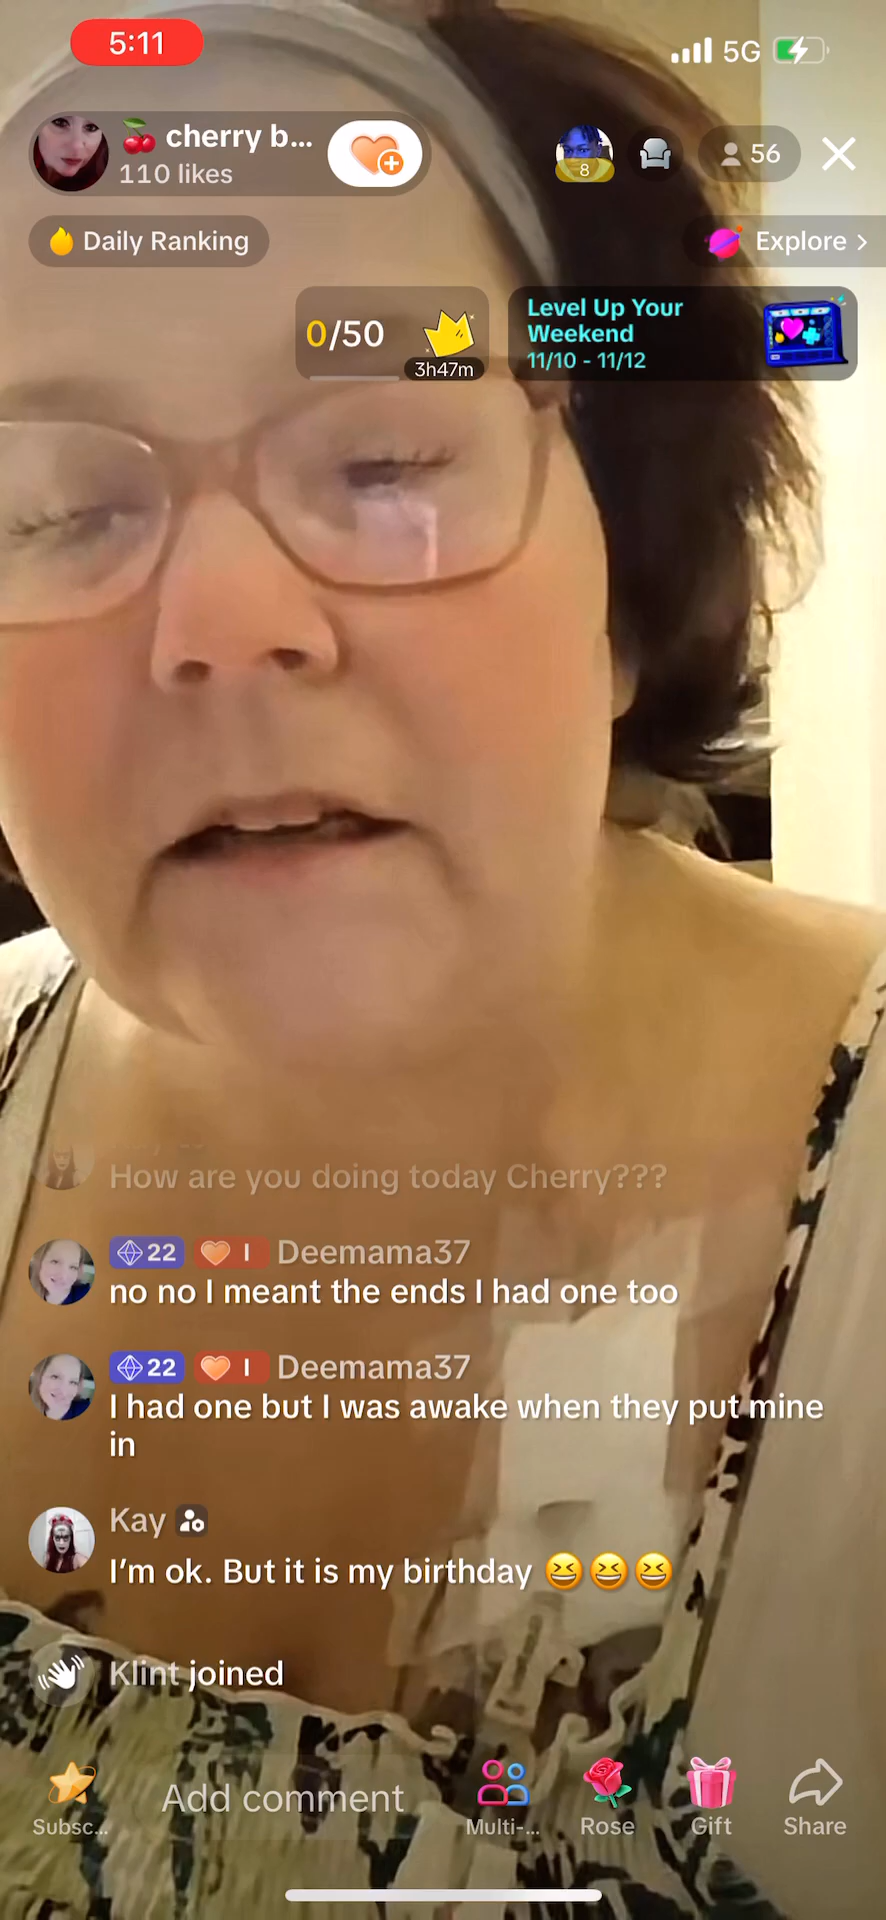 5:11
5G
🍒 cherry b...
110 likes
8
56
Daily Ranking
Explore >
0/50
3h47m
Level Up Your
Weekend
11/10 - 11/12
How are you doing today Cherry???
22 I Deemama37
no no I meant the ends I had one too
22 I Deemama37
I had one but I was awake when they put mine
in
Kay
I'm ok. But it is my birthday 😆😆😆
Klint joined
Subsc...
Add comment
Multi-...
Rose
Gift
Share